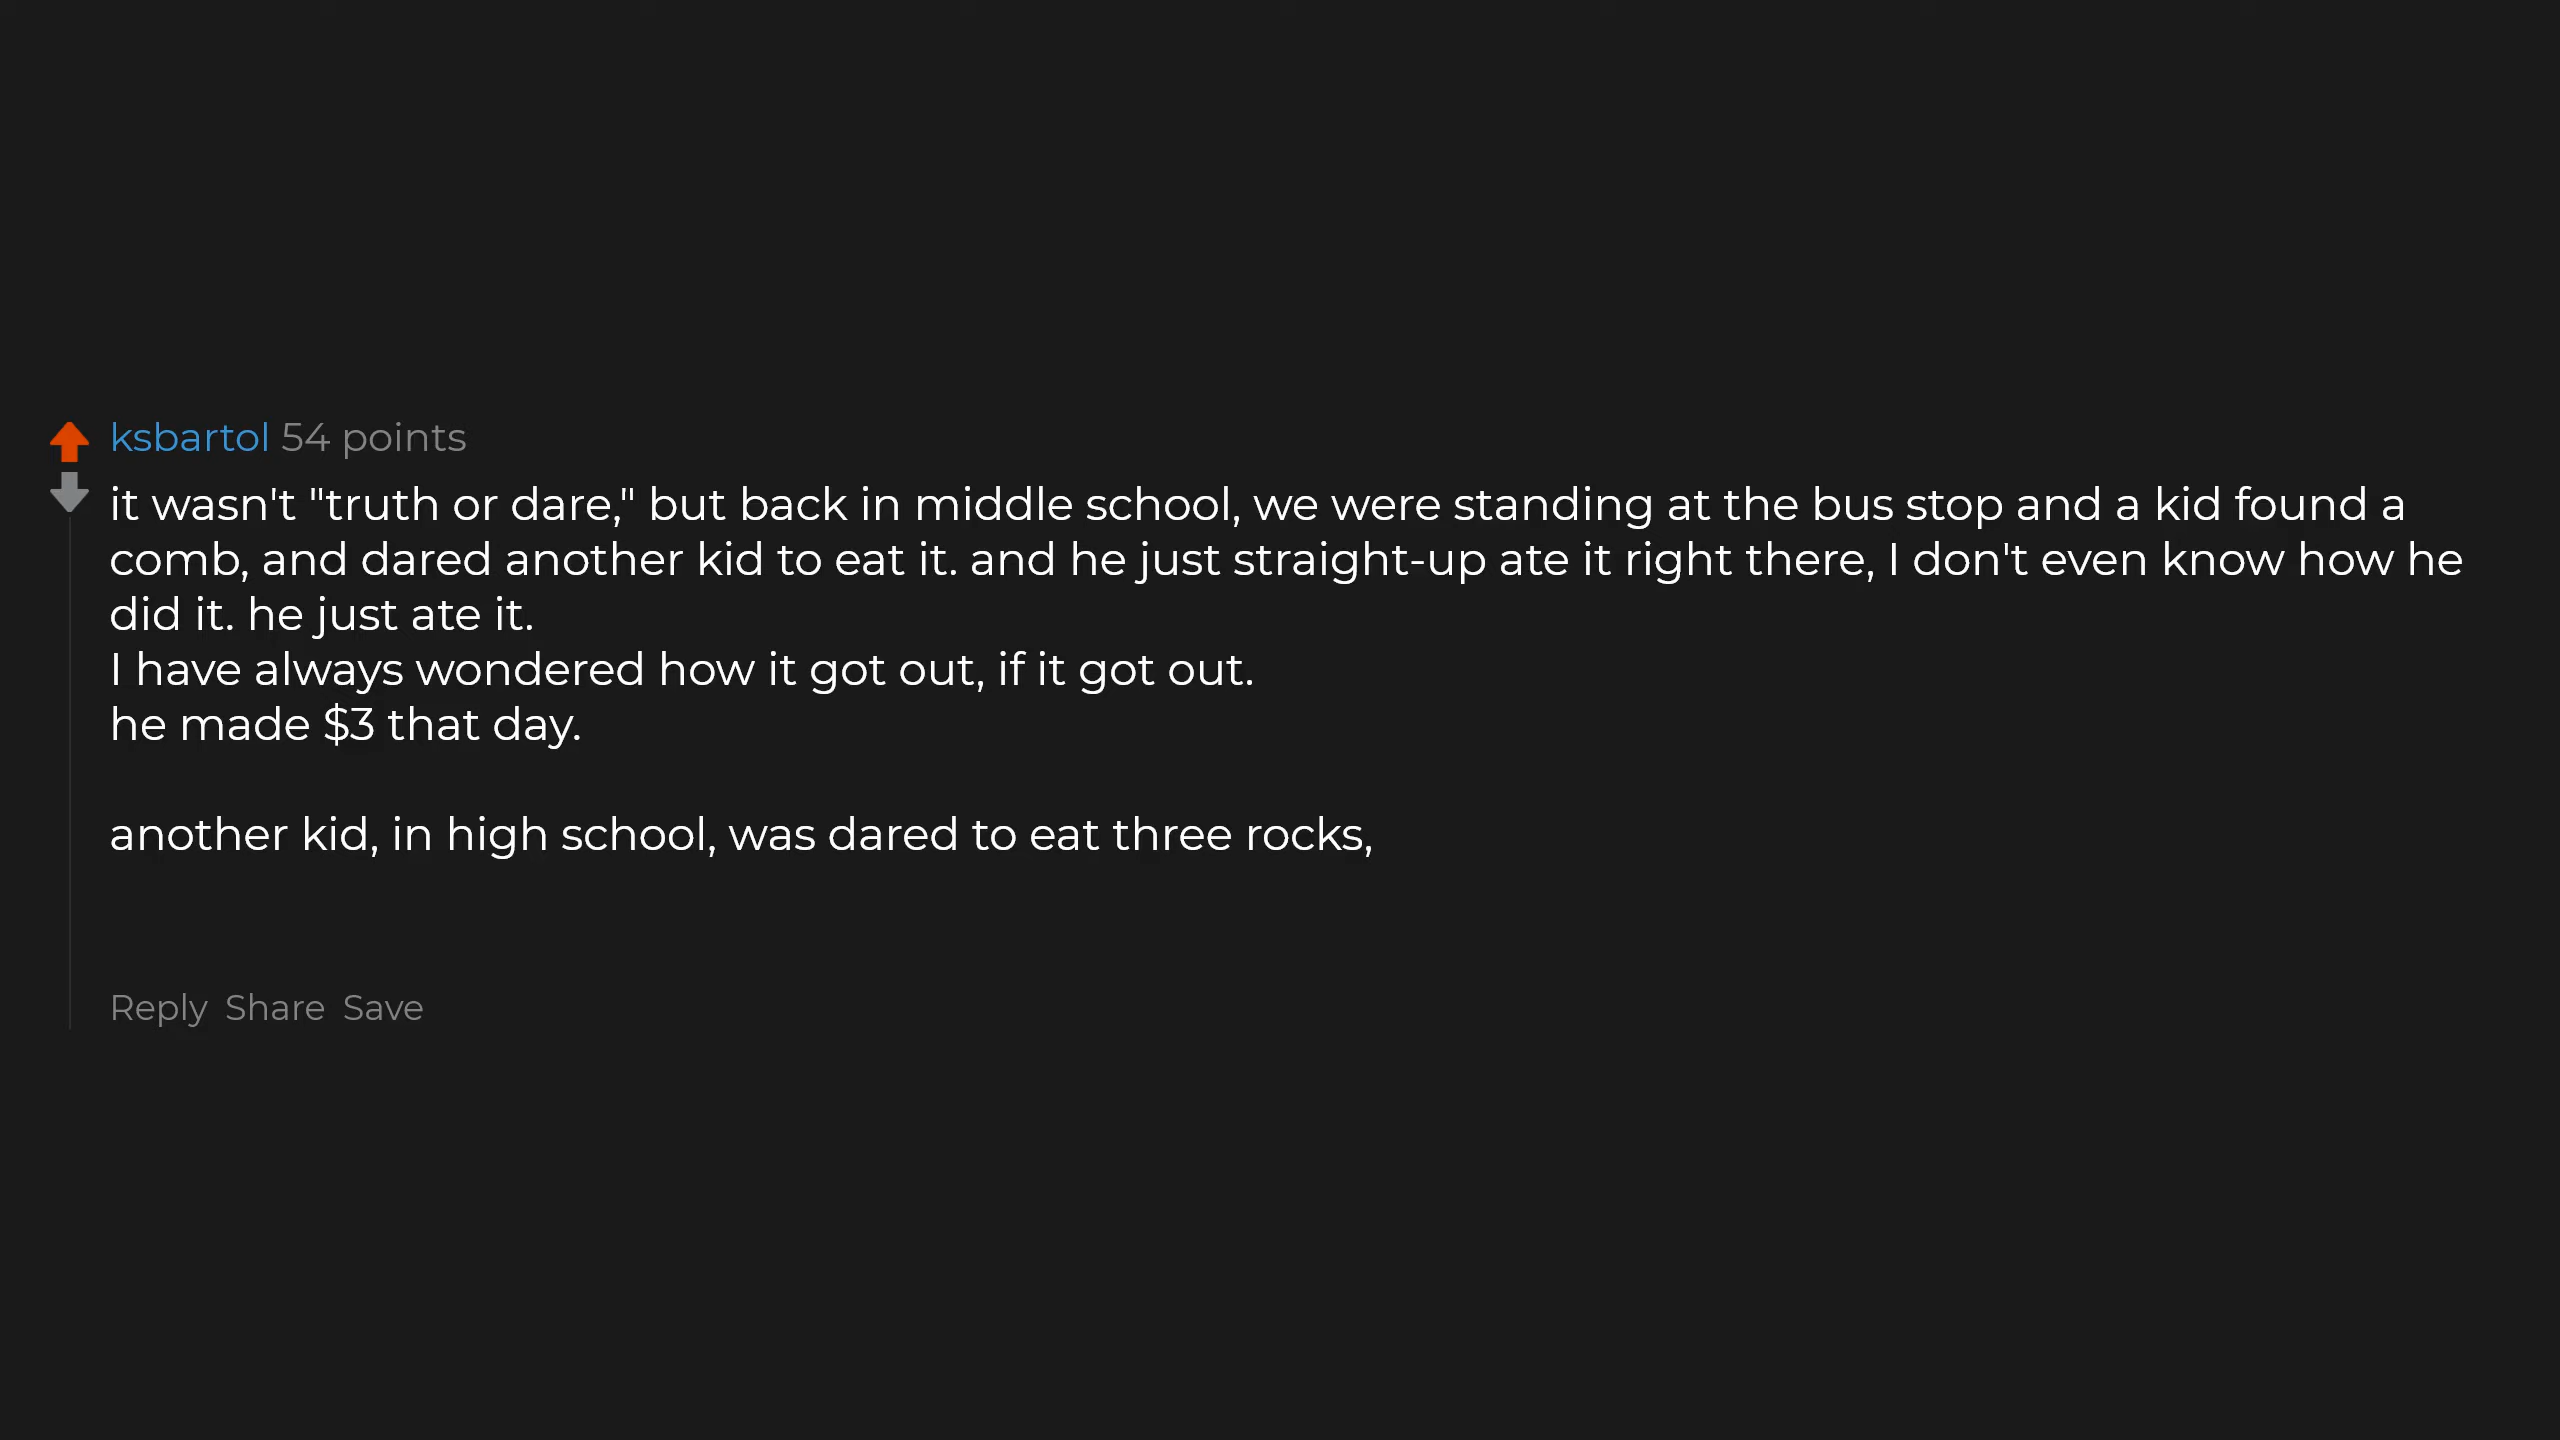 ksbartol 54 points
it wasn't "truth or dare," but back in middle school, we were standing at the bus stop and a kid found a
comb, and dared another kid to eat it. and he just straight-up ate it right there, I don't even know how he
did it. he just ate it.
I have always wondered how it got out, if it got out.
he made $3 that day.
another kid, in high school, was dared to eat three rocks,
Reply Share Save